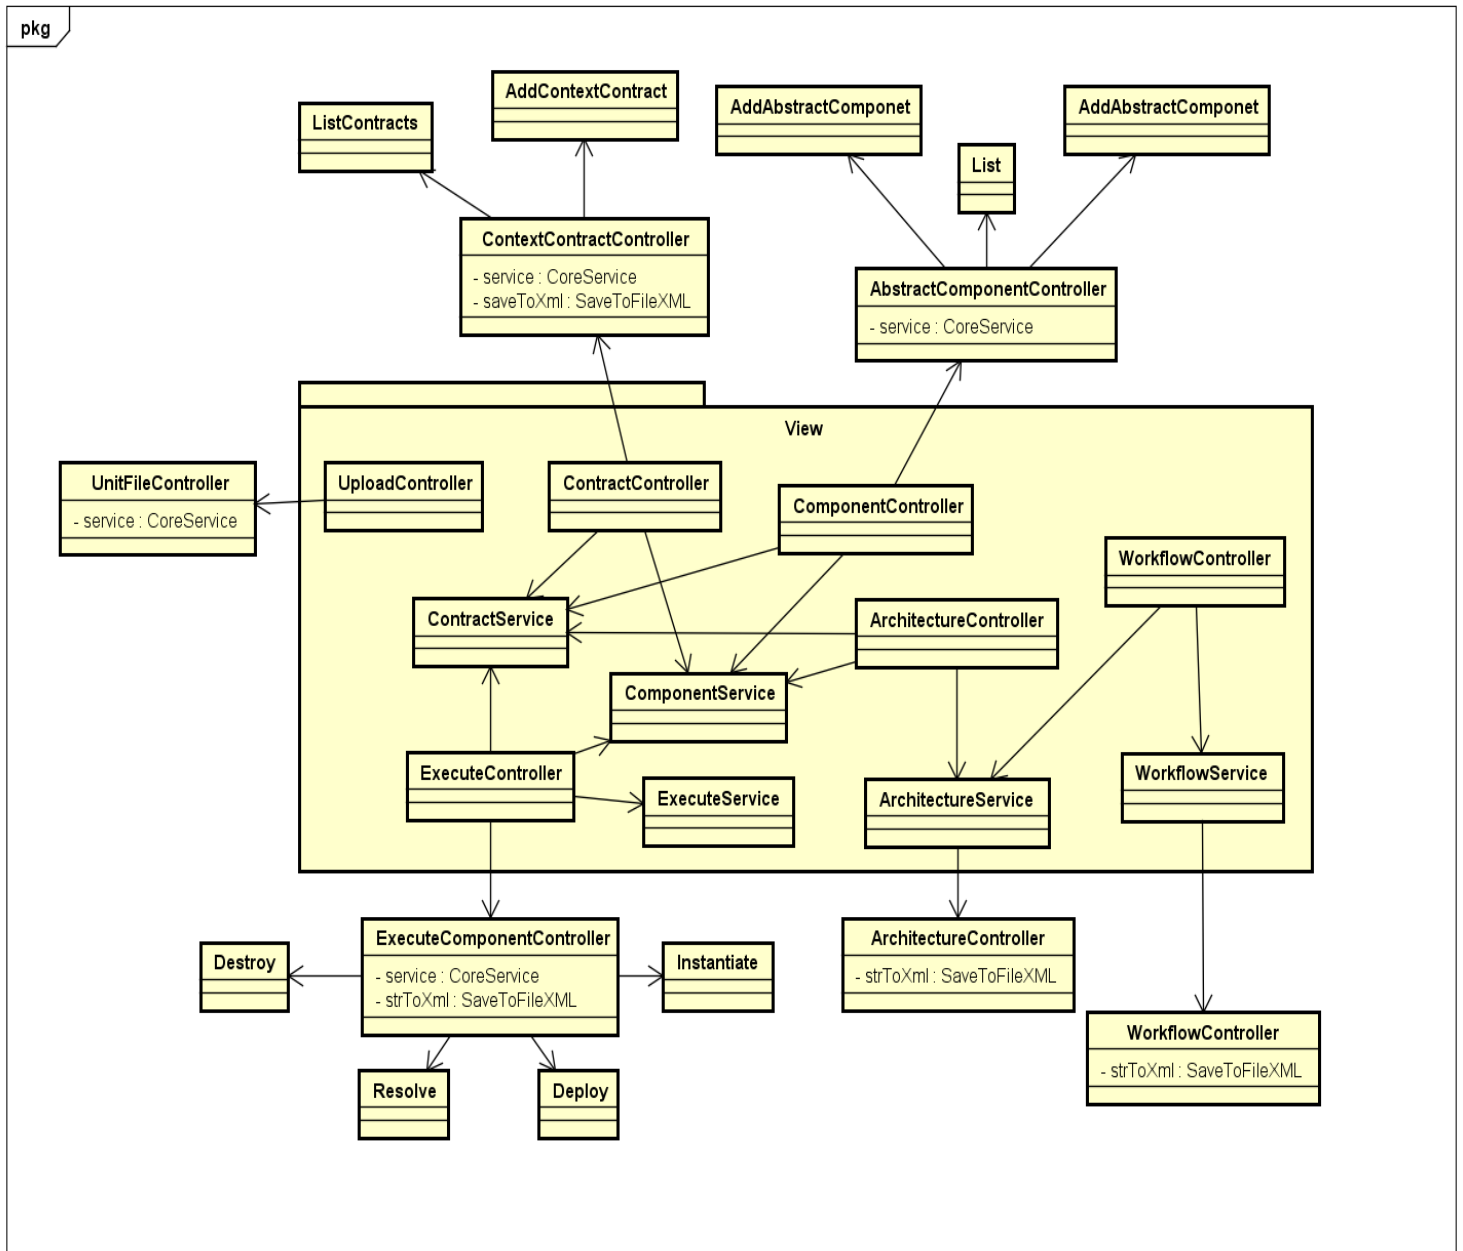 pkg
AddContextContract
ListContracts
AddAbstractComponet
AddAbstractComponet
List
ContextContractController
- service : CoreService
- saveToXml : SaveToFileXML
AbstractComponentController
- service : CoreService
View
UnitFileController
- service : CoreService
UploadController
ContractController
ComponentController
WorkflowController
ContractService
ArchitectureController
ComponentService
ExecuteController
ExecuteService
ArchitectureService
WorkflowService
ExecuteComponentController
- service : CoreService
- strToXml : SaveToFileXML
Destroy
Instantiate
ArchitectureController
- strToXml : SaveToFileXML
WorkflowController
- strToXml : SaveToFileXML
Resolve
Deploy